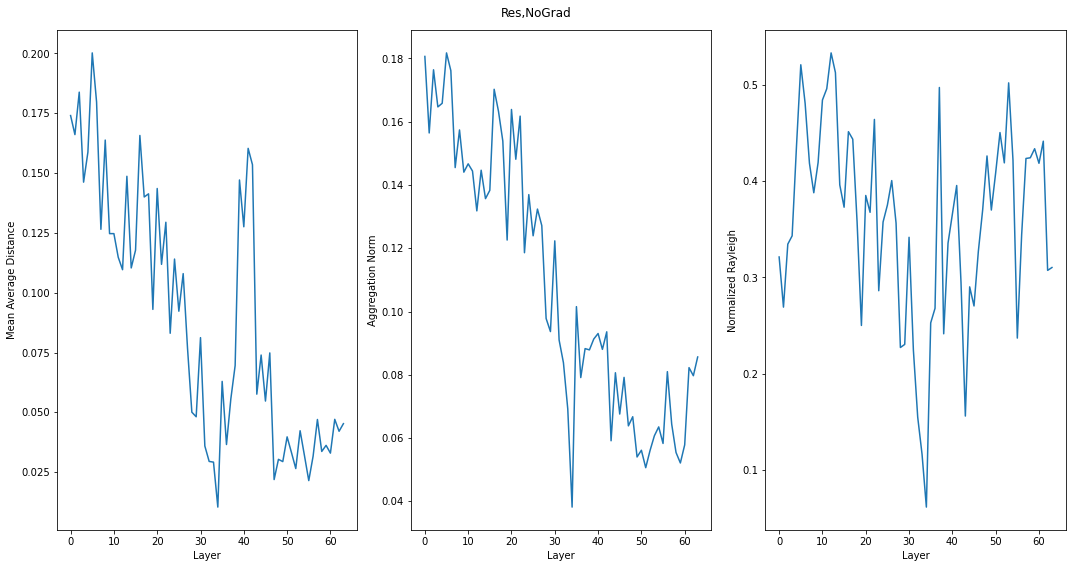 Res,NoGrad
Mean Average Distance
0.200
0.175
0.150
0.125
0.100
0.075
0.050
0.025
0 10 20 30 40 50 60
Layer
Aggregation Norm
0.18
0.16
0.14
0.12
0.10
0.08
0.06
0.04
0 10 20 30 40 50 60
Layer
Normalized Rayleigh
0.5
0.4
0.3
0.2
0.1
0 10 20 30 40 50 60
Layer